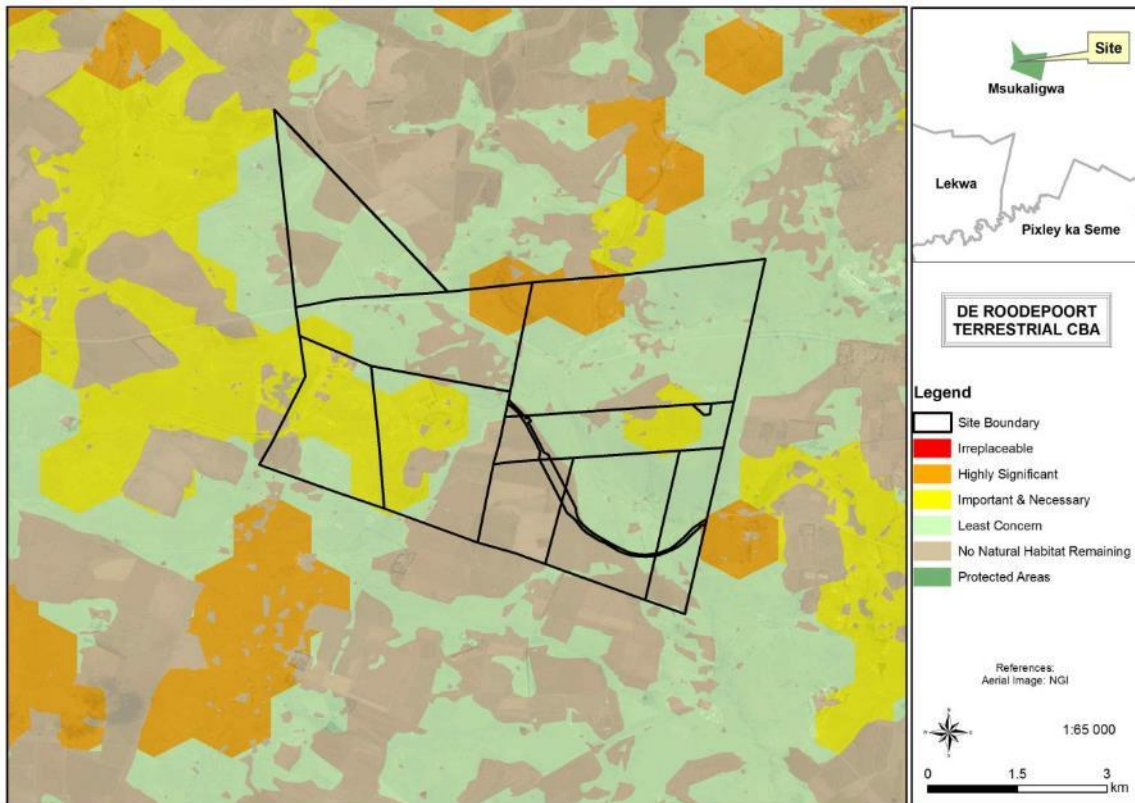 Site
Msukaligwa
Lekwa
Pixley ka Seme
DE ROODEPOORT
TERRESTRIAL CBA
Legend
Site Boundary
Irreplaceable
Highly Significant
Important & Necessary
Least Concern
No Natural Habitat Remaining
Protected Areas
References:
Aerial Image: NGI
1:65 000
0 1.5 3
km